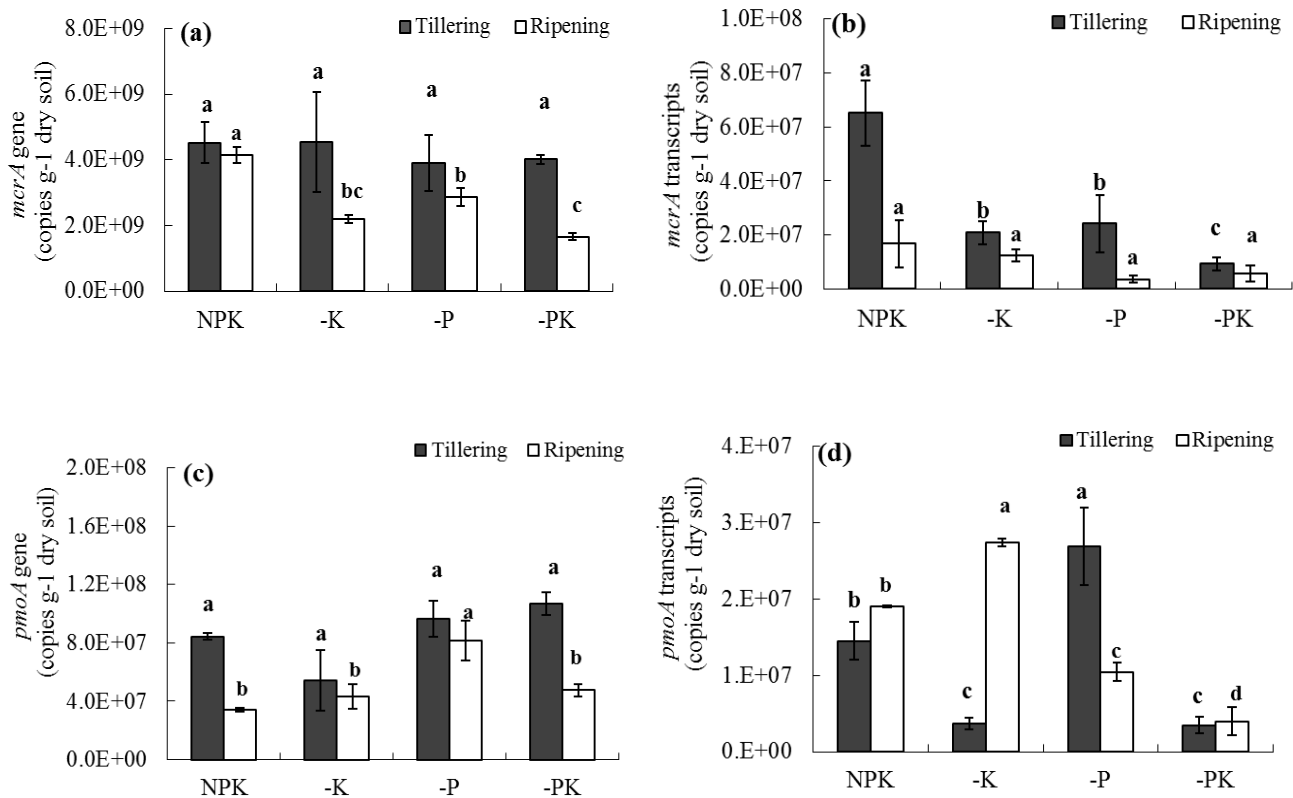 (a)
Tillering Ripening
mcrA gene
(copies g-1 dry soil)
8.0E+09
6.0E+09
4.0E+09
2.0E+09
0.0E+00
a a a bc a b a c
NPK -K -P -PK
(b)
Tillering Ripening
mcrA transcripts
(copies g-1 dry soil)
1.0E+08
8.0E+07
6.0E+07
4.0E+07
2.0E+07
0.0E+00
a a b a b a c a
NPK -K -P -PK
(c)
Tillering Ripening
pmoA gene
(copies g-1 dry soil)
2.0E+08
1.6E+08
1.2E+08
8.0E+07
4.0E+07
0.0E+00
a b a b a a a b
NPK -K -P -PK
(d)
Tillering Ripening
pmoA transcripts
(copies g-1 dry soil)
4.E+07
3.E+07
2.E+07
1.E+07
0.E+00
b b c a a c c d
NPK -K -P -PK